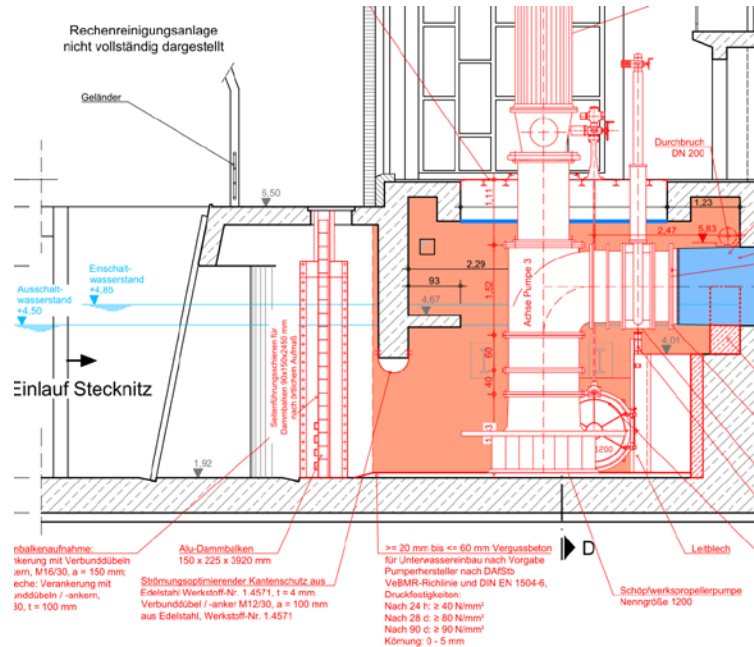 Rechenreinigungsanlage
nicht vollständig dargestellt
Geländer
8,50
Durchbruch
DN 200
1,11
1,23
2,47
5,83
Einschalt-
wasserstand
+4,85
Ausschalt-
wasserstand
+4,50
2,29
93
4,67
1,52
Achse Pumpe 3
4,01
60
40
Einlauf Stecknitz
Seitenführungsschienen für
Dammbalken 90x150x2450 mm
nach örtlichem Aufmaß
1200
1,92
D
nbalkenaufnahme:
nkerung mit Verbunddübeln
kern, M16/30, a = 150 mm;
eche: Verankerung mit
unddübeln / -ankern,
30, t = 100 mm
Alu-Dammbalken
150 x 225 x 3920 mm
Strömungsoptimierender Kantenschutz aus
Edelstahl Werkstoff-Nr. 1.4571, t = 4 mm.
Verbunddübel / -anker M12/30, a = 100 mm
aus Edelstahl, Werkstoff-Nr. 1.4571
>= 20 mm bis <= 60 mm Vergussbeton
für Unterwassereinbau nach Vorgabe
Pumperhersteller nach DAfStb
VeBMR-Richtlinie und DIN EN 1504-6,
Druckfestigkeiten:
Nach 24 h: ≥ 40 N/mm²
Nach 28 d: ≥ 80 N/mm²
Nach 90 d: ≥ 90 N/mm²
Körnung: 0 - 5 mm
Leitblech
Schöpfwerkspropellerpumpe
Nenngröße 1200